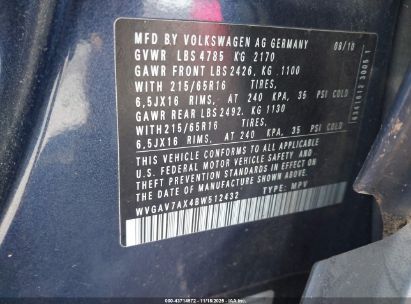 MFD BY VOLKSWAGEN AG GERMANY 08/10
GVWR LBS 4785 KG 2170
GAWR FRONT LBS 2426, KG 1100
WITH 215/65R16 TIRES,
6,5JX16 RIMS, AT 240 KPA, 35 PSI COLD
GAWR REAR LBS 2492, KG 1130
WITH 215/65R16 TIRES,
6,5JX16 RIMS, AT 240 KPA, 35 PSI COLD
THIS VEHICLE CONFORMS TO ALL APPLICABLE
U.S. FEDERAL MOTOR VEHICLE SAFETY AND
THEFT PREVENTION STANDARDS IN EFFECT ON
THE DATE OF MANUFACTURE SHOWN ABOVE.
WVGAV7AX4BW512432 TYPE: MPV